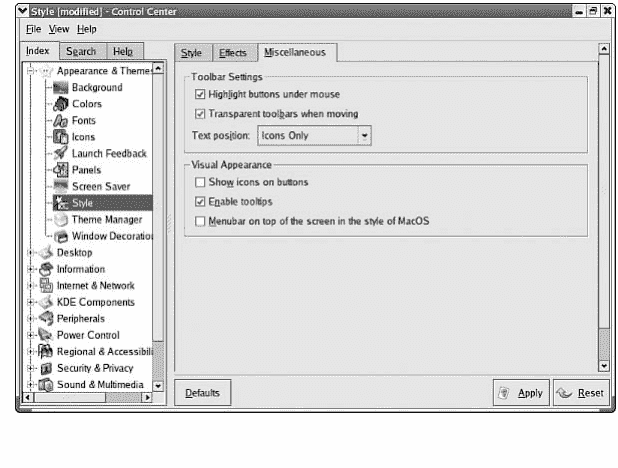 Style [modified] - Control Center
File View Help
Index Search Help
Appearance & Themes
Background
Colors
Fonts
Icons
Launch Feedback
Panels
Screen Saver
Style
Theme Manager
Window Decoration
Desktop
Information
Internet & Network
KDE Components
Peripherals
Power Control
Regional & Accessibili
Security & Privacy
Sound & Multimedia
Style Effects Miscellaneous
Toolbar Settings
Highlight buttons under mouse
Transparent toolbars when moving
Text position: Icons Only
Visual Appearance
Show icons on buttons
Enable tooltips
Menubar on top of the screen in the style of MacOS
Defaults Apply Reset